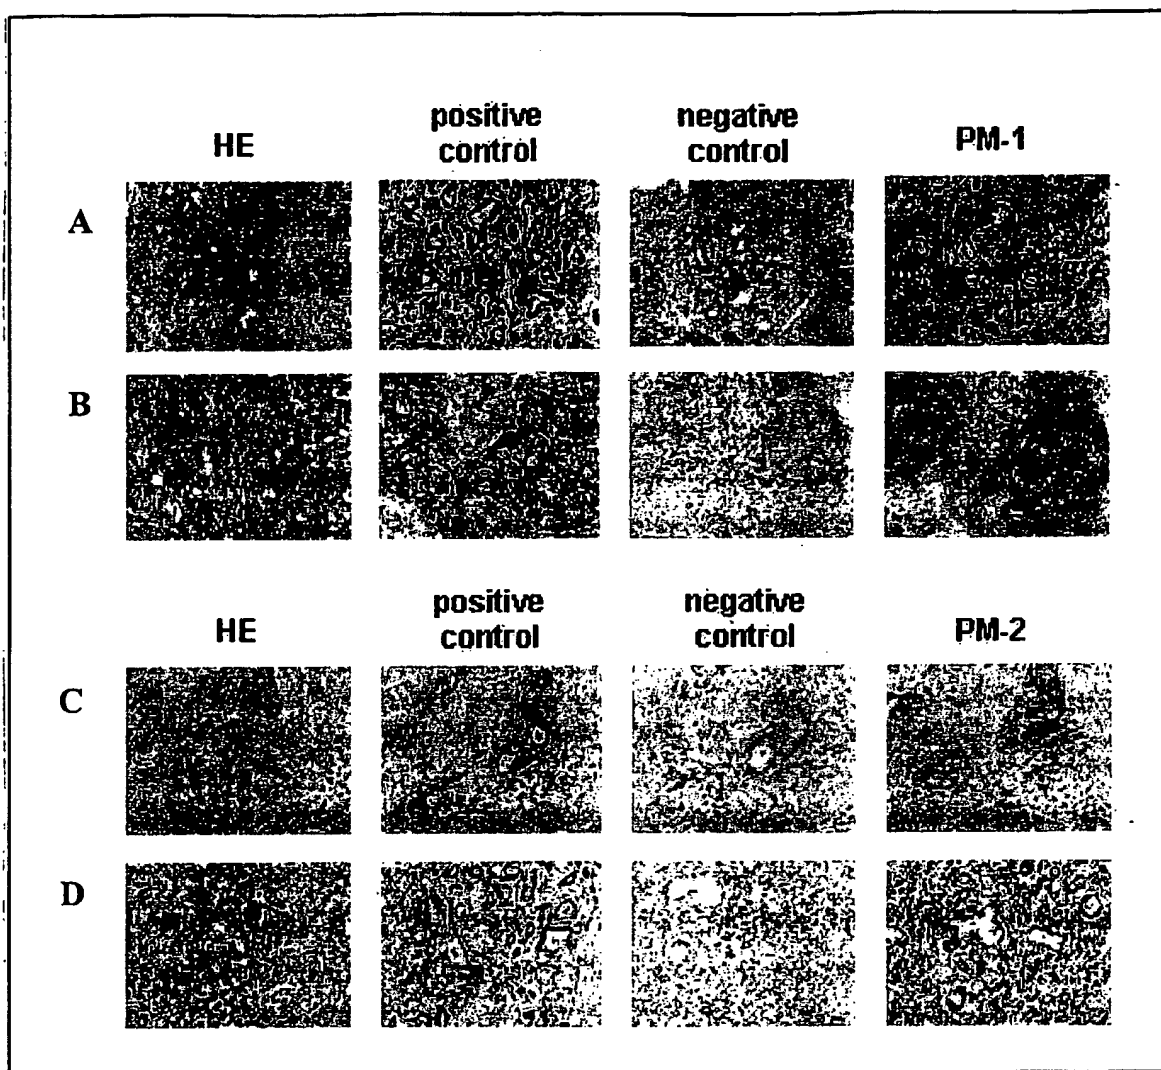 HE
positive
control
negative
control
PM-1
A
B
HE
positive
control
negative
control
PM-2
C
D